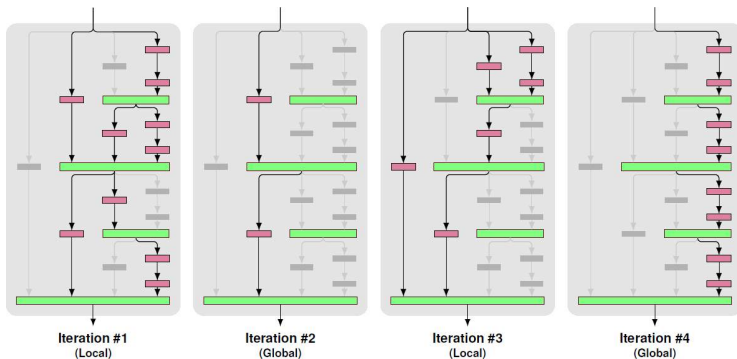 Iteration #1
(Local)
Iteration #2
(Global)
Iteration #3
(Local)
Iteration #4
(Global)